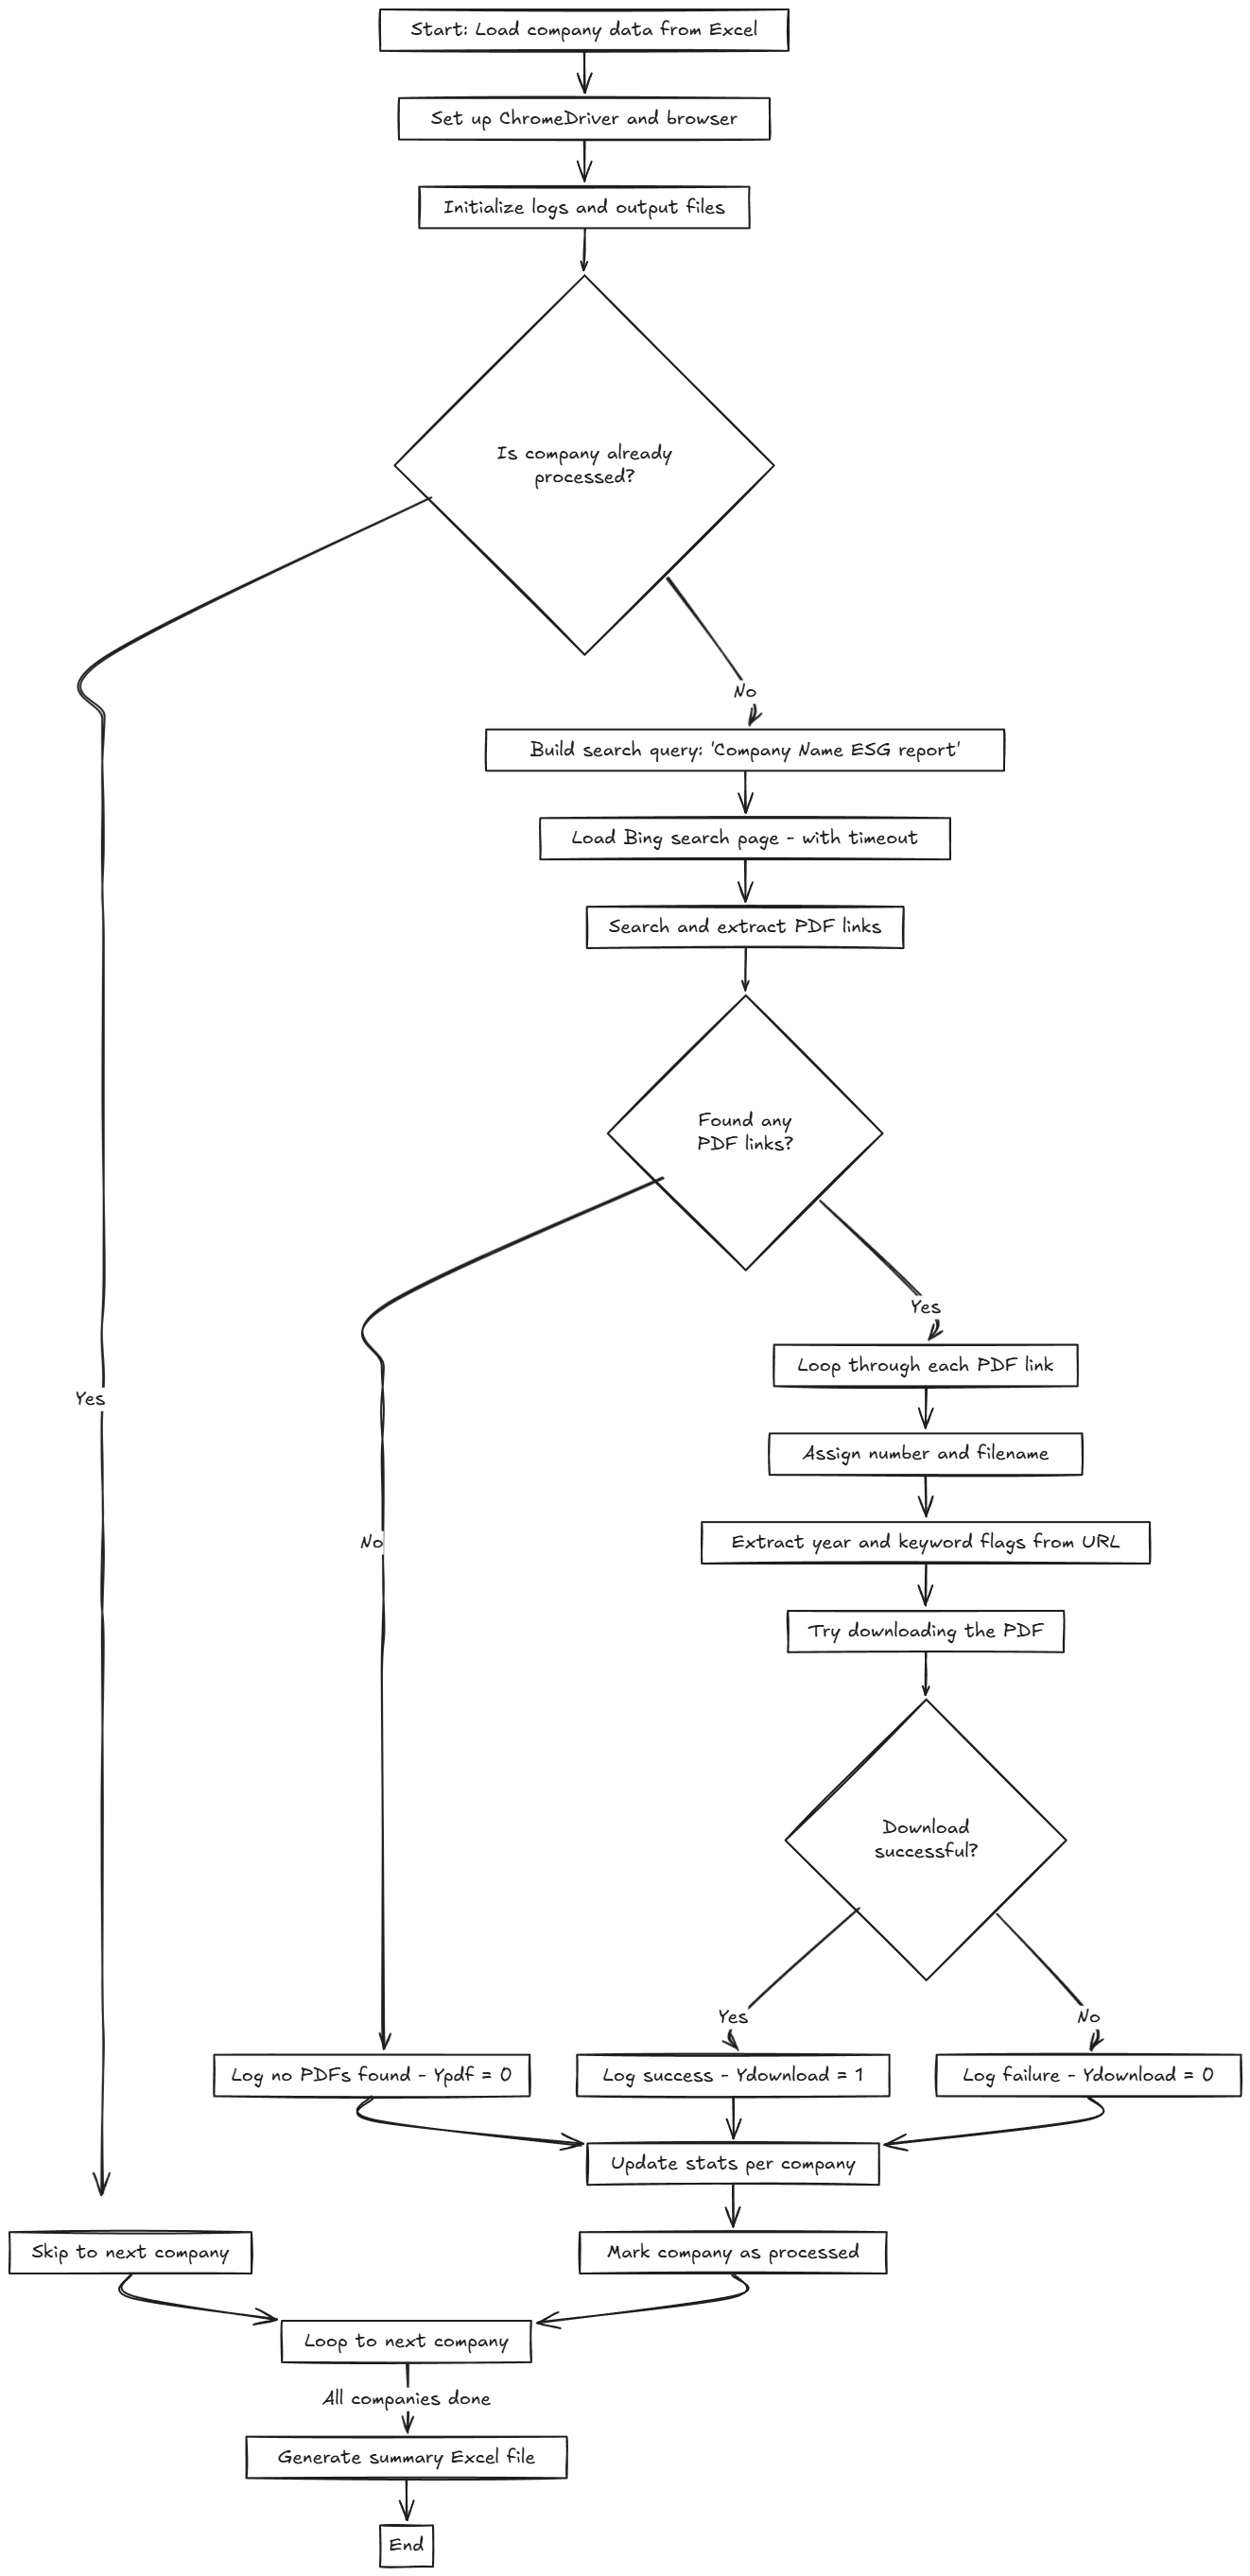 Start: Load company data from Excel
Set up ChromeDriver and browser
Initialize logs and output files
Is company already
processed?
No
Build search query: 'Company Name ESG report'
Load Bing search page - with timeout
Search and extract PDF links
Found any
PDF links?
Yes
Loop through each PDF link
Yes
Assign number and filename
No
Extract year and keyword flags from URL
Try downloading the PDF
Download
successful?
Yes
No
Log no PDFs found - Ypdf = 0
Log success - Ydownload = 1
Log failure - Ydownload = 0
Update stats per company
Skip to next company
Mark company as processed
Loop to next company
All companies done
Generate summary Excel file
End